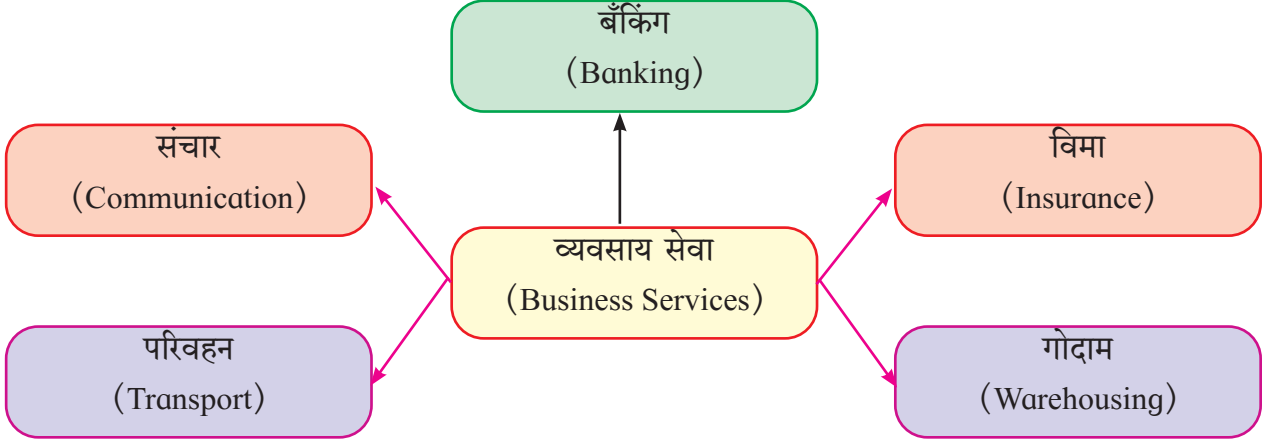 बँकिंग
(Banking)
संचार
(Communication)
विमा
(Insurance)
व्यवसाय सेवा
(Business Services)
परिवहन
(Transport)
गोदाम
(Warehousing)